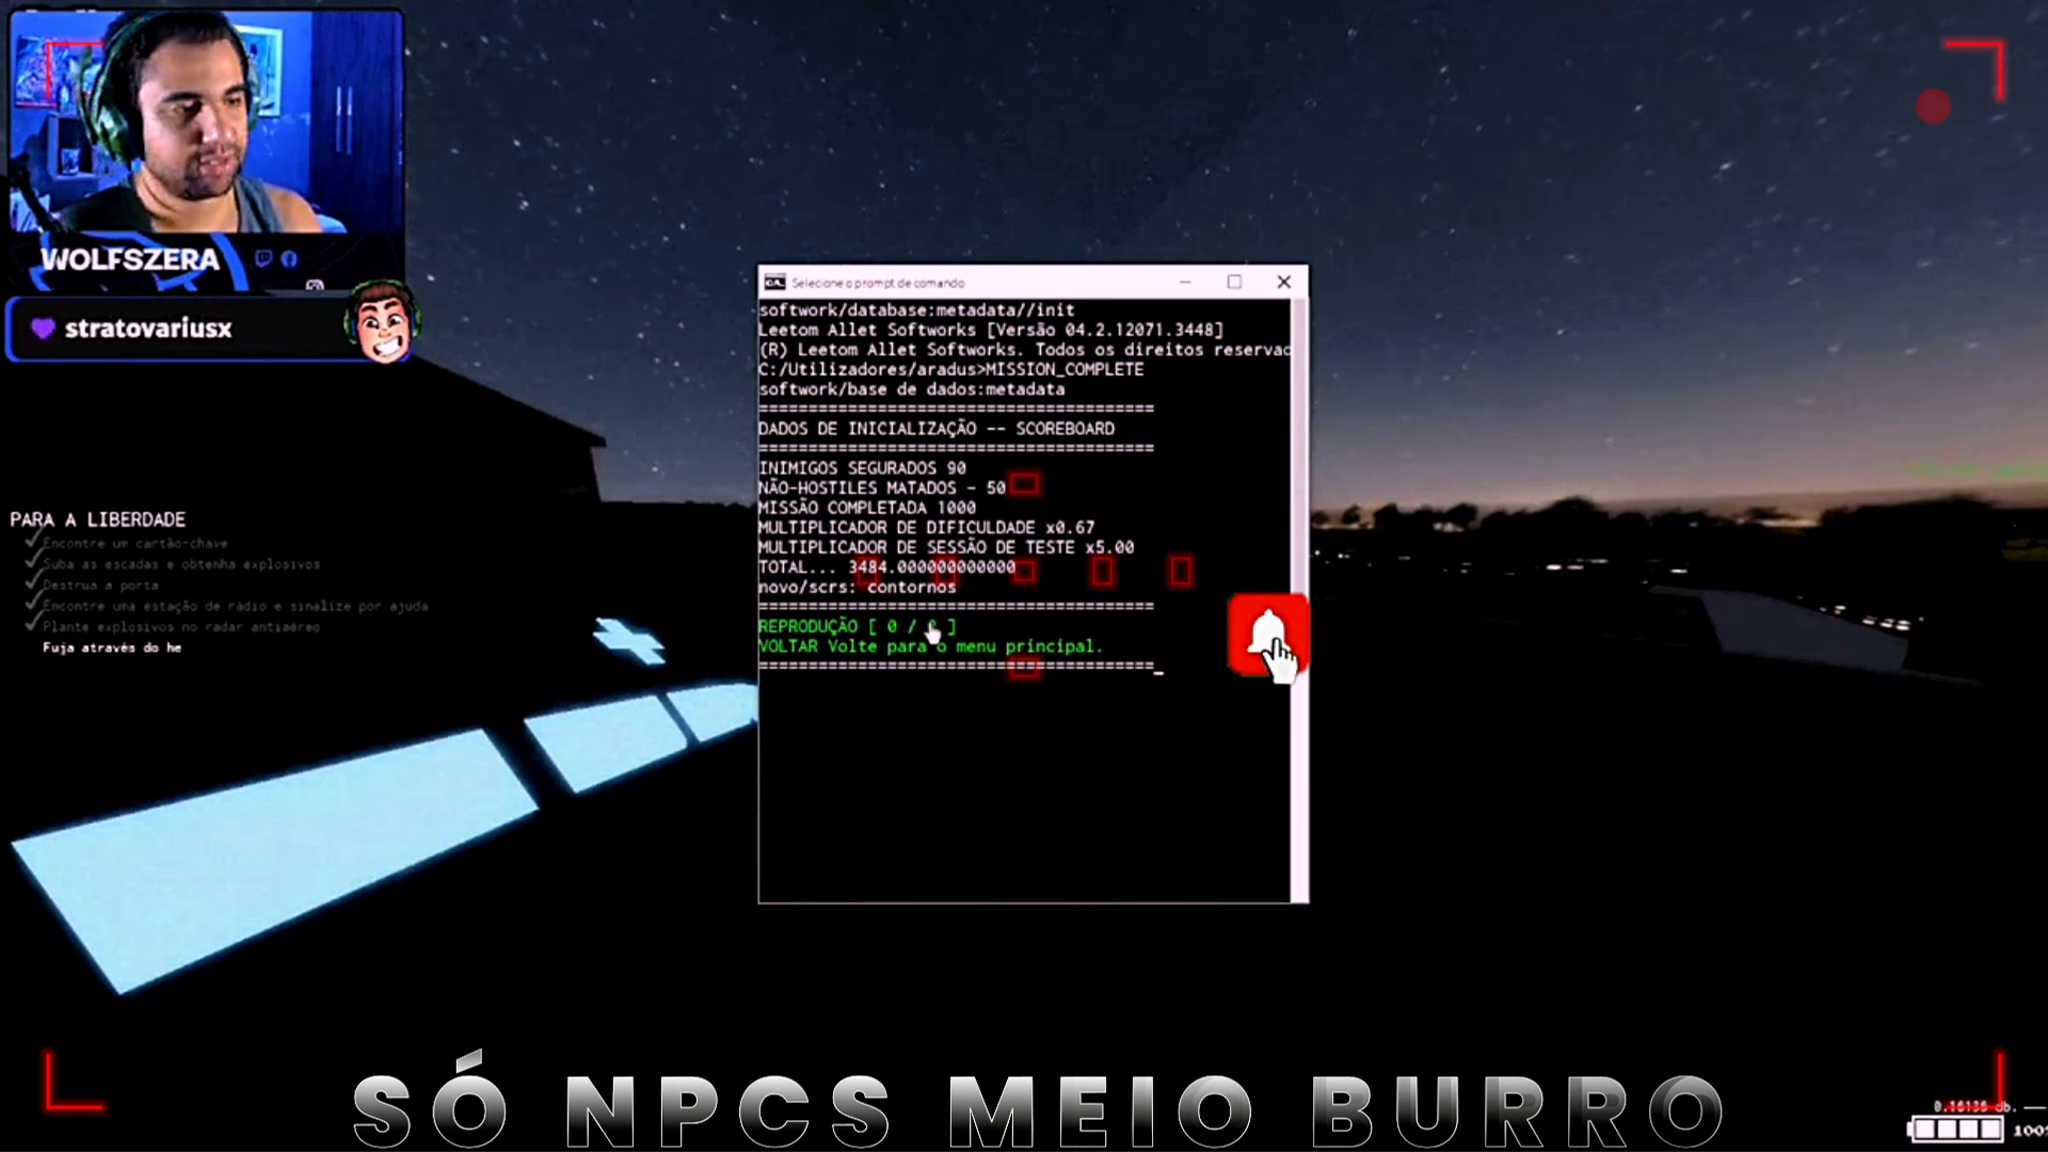 WOLFSZERA
stratovariusx
PARA A LIBERDADE
Encontre um cartão-chave
Suba as escadas e obtenha explosivos
Destrua a porta
Encontre uma estação de rádio e sinalize por ajuda
Plante explosivos no radar antiaéreo
Fuja através do he
Selecione o prompt de comando
softwork/database:metadata//init
Leetom Allet Softworks [Versão 04.2.12071.3448]
(R) Leetom Allet Softworks. Todos os direitos reservac
C:/Utilizadores/aradus>MISSION_COMPLETE
softwork/base de dados:metadata
========================================
DADOS DE INICIALIZAÇÃO -- SCOREBOARD
========================================
INIMIGOS SEGURADOS 90
NÃO-HOSTILES MATADOS - 50
MISSÃO COMPLETADA 1000
MULTIPLICADOR DE DIFICULDADE x0.67
MULTIPLICADOR DE SESSÃO DE TESTE x5.00
TOTAL... 3484.000000000000
novo/scrs: contornos
========================================
REPRODUÇÃO [ 0 / ]
VOLTAR Volte para o menu principal.
========================================_
SÓ NPCS MEIO BURRO
0.16136 db.
100%